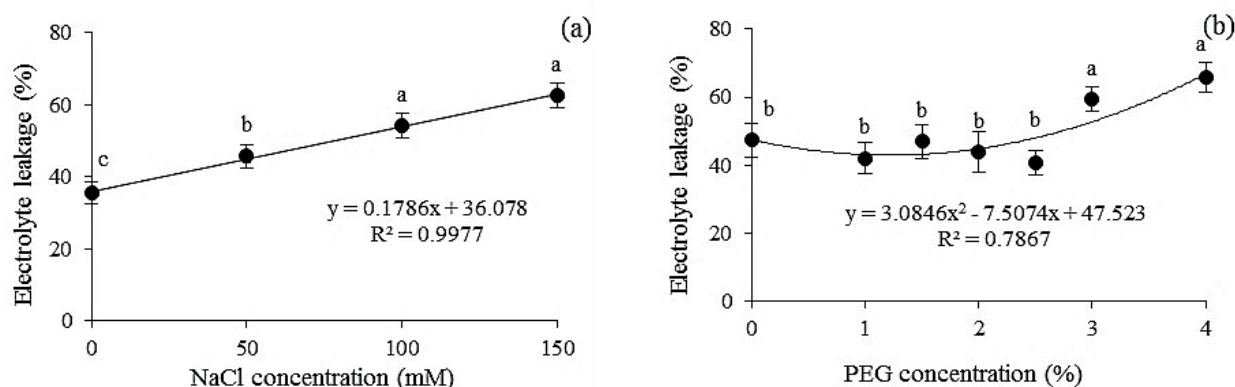 (a)
Electrolyte leakage (%)
80
60
40
20
0
c
b
a
a
y = 0.1786x + 36.078
R² = 0.9977
0 50 100 150
NaCl concentration (mM)
(b)
Electrolyte leakage (%)
80
60
40
20
0
b
b
b
b
b
a
a
y = 3.0846x² - 7.5074x + 47.523
R² = 0.7867
0 1 2 3 4
PEG concentration (%)